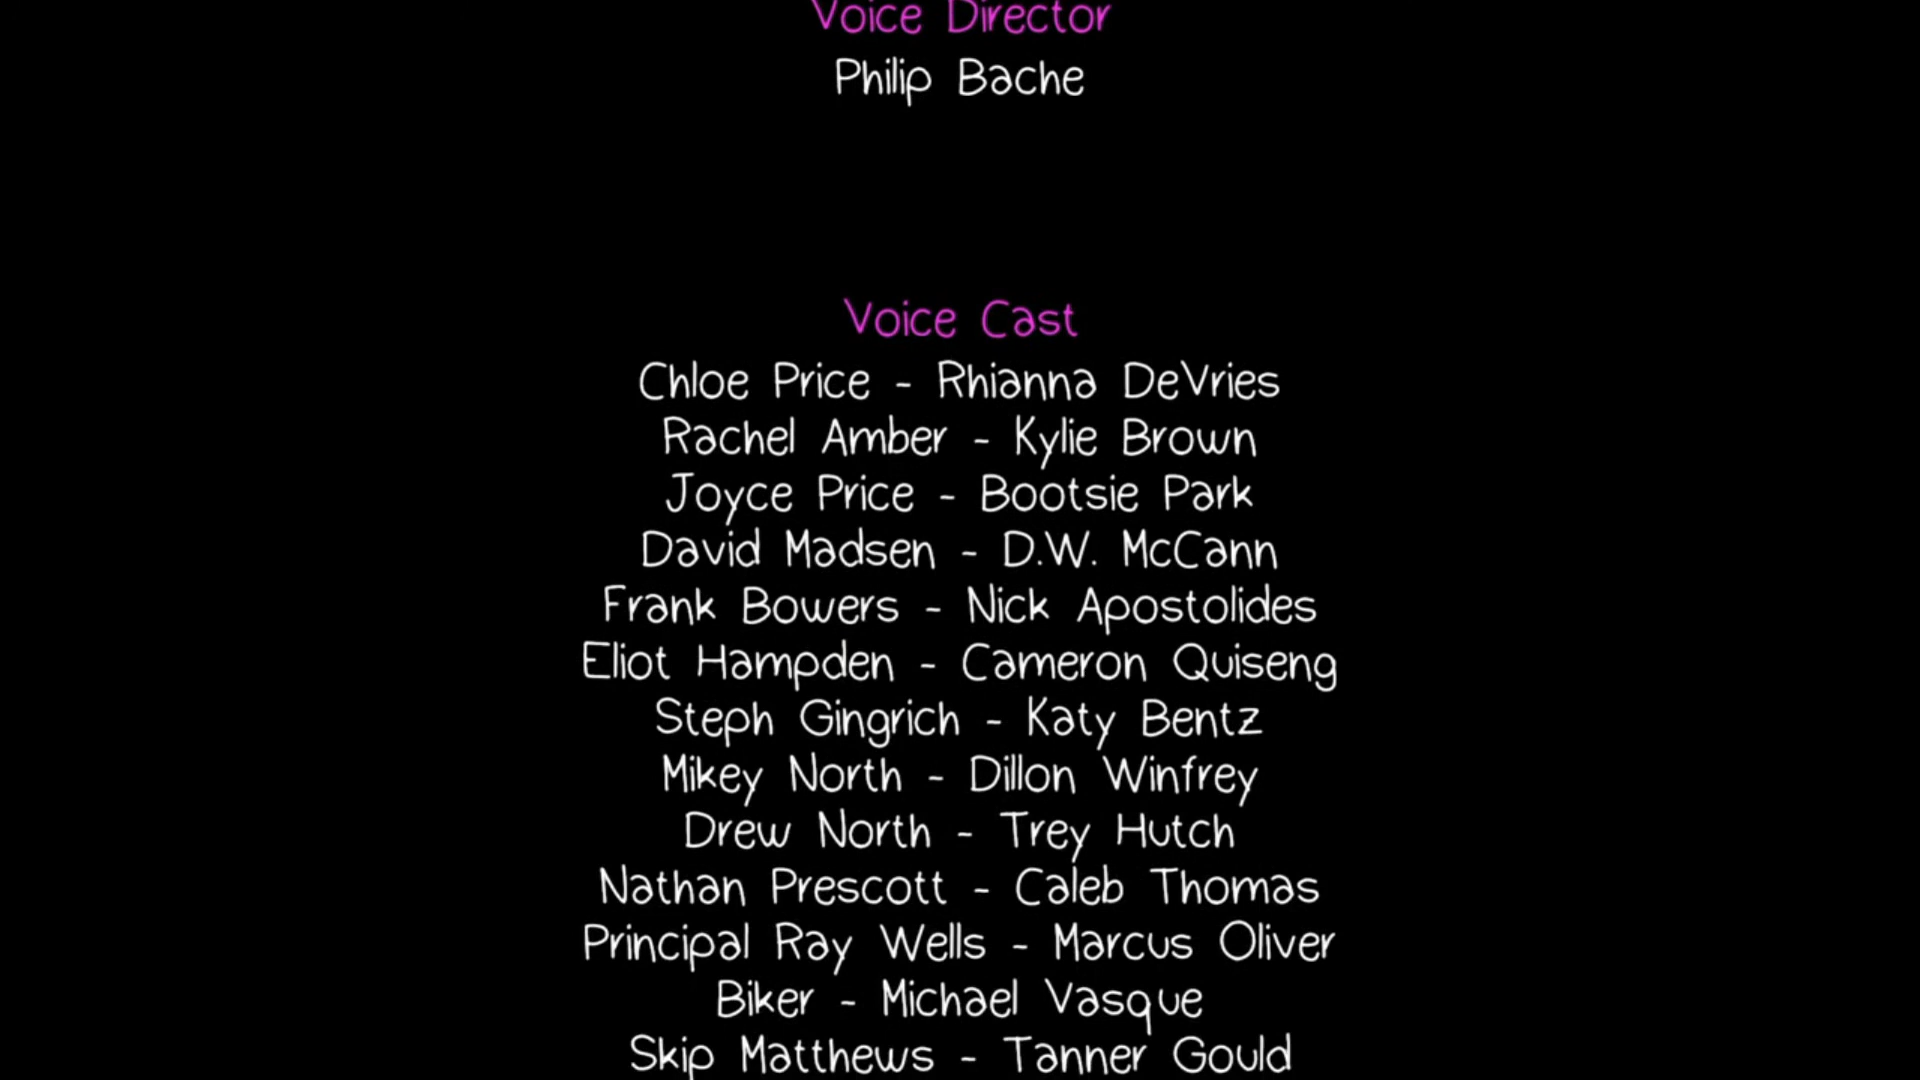 Voice Director
Philip Bache
Voice Cast
Chloe Price - Rhianna DeVries
Rachel Amber - Kylie Brown
Joyce Price - Bootsie Park
David Madsen - D.W. McCann
Frank Bowers - Nick Apostolides
Eliot Hampden - Cameron Quiseng
Steph Gingrich - Katy Bentz
Mikey North - Dillon Winfrey
Drew North - Trey Hutch
Nathan Prescott - Caleb Thomas
Principal Ray Wells - Marcus Oliver
Biker - Michael Vasque
Skip Matthews - Tanner Gould